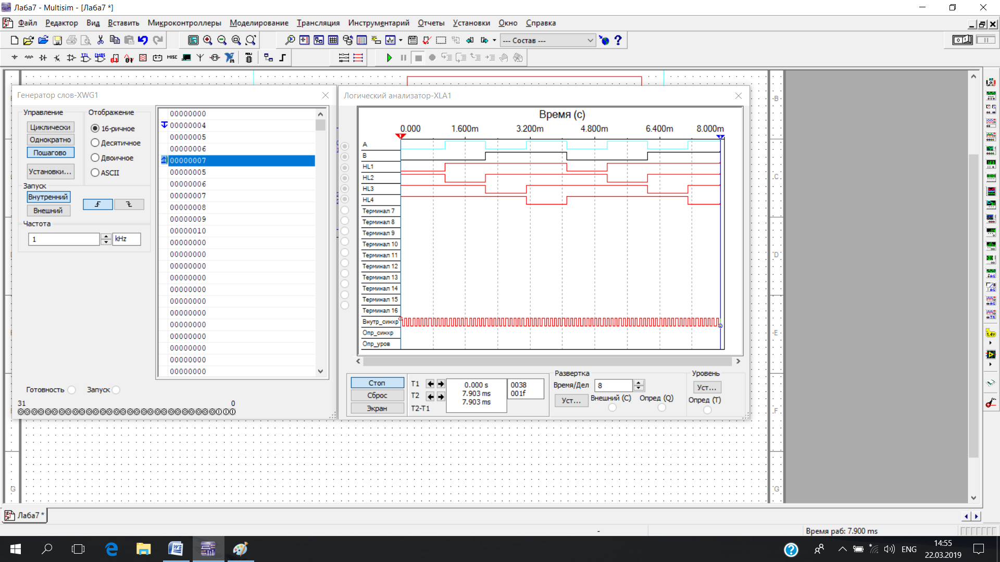 Лаба7 - Multisim - [Лаба7 *]
Файл Редактор Вид Вставить Микроконтроллеры Моделирование Трансляция Инструментарий Отчеты Установки Окно Справка
--- Состав ---
MISC
Генератор слов-XWG1
Управление
Циклически
Однократно
Пошагово
Установки...
Отображение
16-ричное
Десятичное
Двоичное
ASCII
Запуск
Внутренний
Внешний
Частота
1 kHz
00000000
00000004
00000005
00000006
00000007
00000005
00000006
00000007
00000008
00000009
00000010
00000000
00000000
00000000
00000000
00000000
00000000
00000000
00000000
00000000
00000000
00000000
00000000
Готовность Запуск
31 0
Логический анализатор-XLA1
Время (с)
0.000 1.600m 3.200m 4.800m 6.400m 8.000m
A
B
HL1
HL2
HL3
HL4
Терминал 7
Терминал 8
Терминал 9
Терминал 10
Терминал 11
Терминал 12
Терминал 13
Терминал 14
Терминал 15
Терминал 16
Внутр_синхр
Опр_синхр
Опр_уров
Стоп
Сброс
Экран
T1 0.000 s 0038
T2 7.903 ms 001f
T2-T1 7.903 ms
Развертка
Время/Дел 8
Уст...
Внешний (C) Опред (Q)
Уровень
Уст...
Опред (T)
B
C
D
E
F
G
G
Лаба7 *
-
Время раб: 7.900 ms
ENG
14:55
22.03.2019